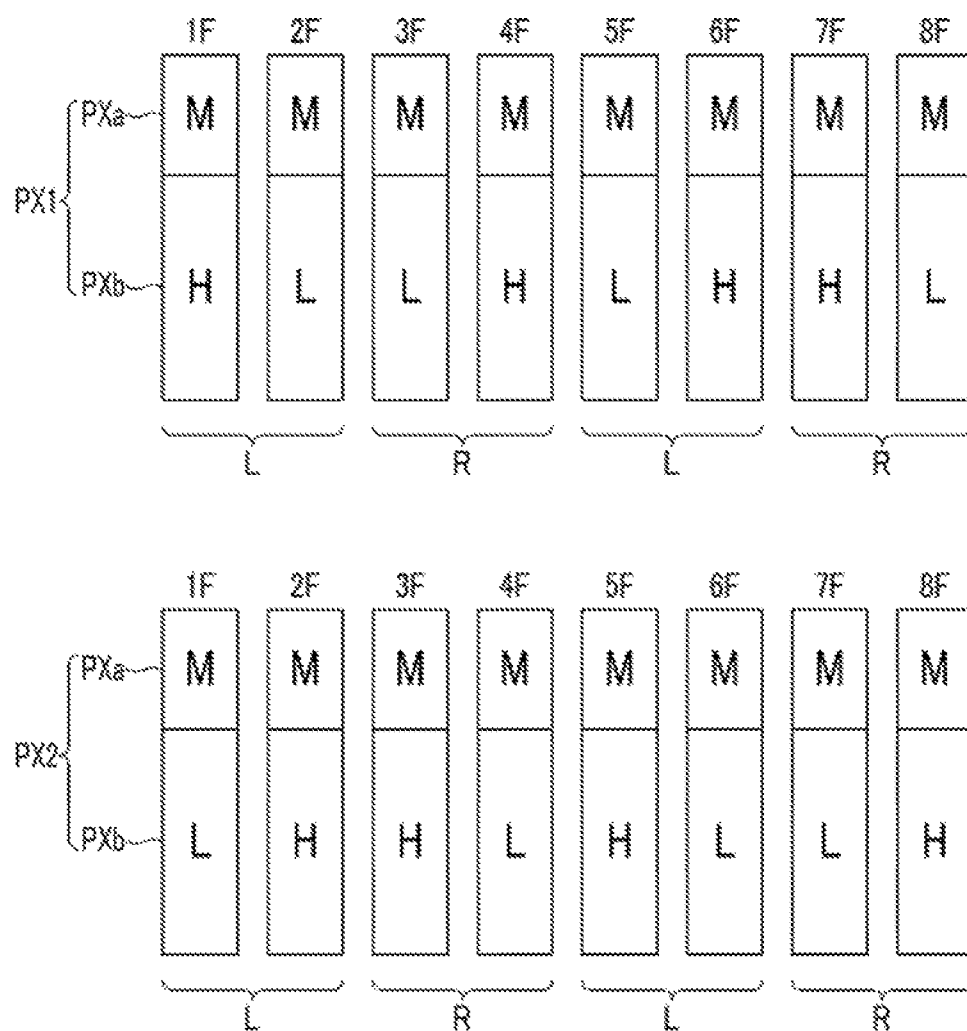 1F 2F 3F 4F 5F 6F 7F 8F
PXa M M M M M M M M
PX1
PXb H L L H L H H L
L R L R
1F 2F 3F 4F 5F 6F 7F 8F
PXa M M M M M M M M
PX2
PXb L H H L H L L H
L R L R